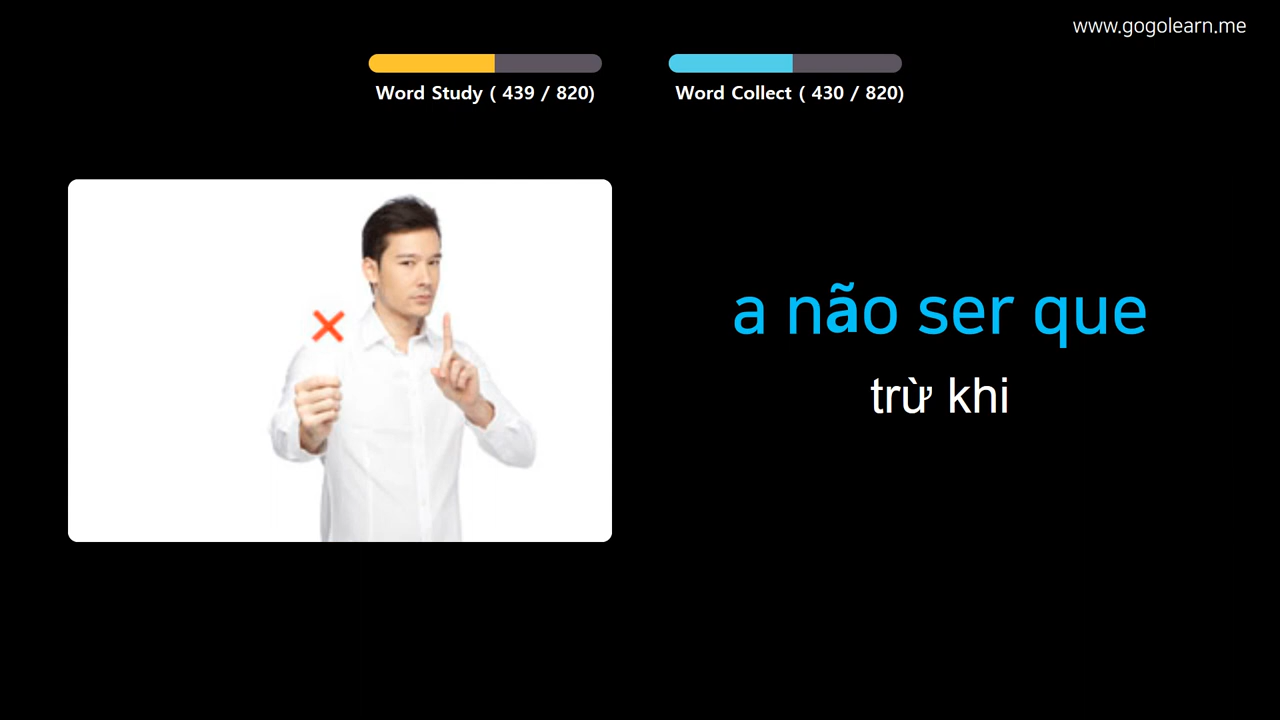 www.gogolearn.me
Word Study ( 439 / 820)
Word Collect ( 430 / 820)
a não ser que
trừ khi